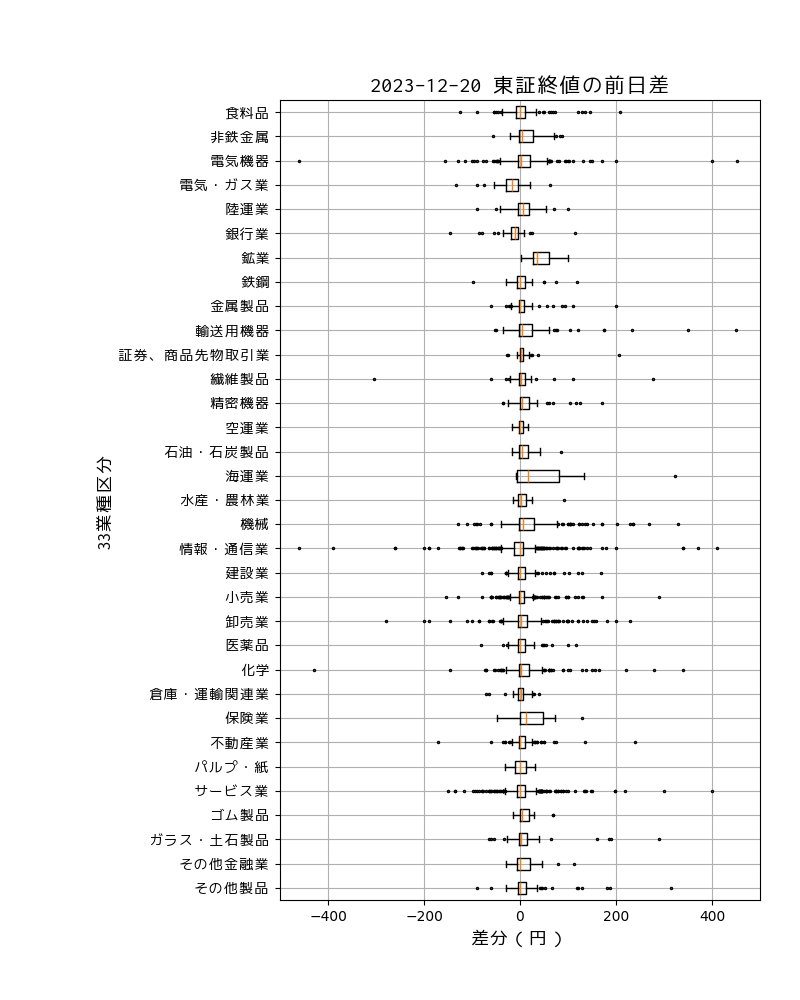 2023-12-20 東証終値の前日差
食料品
非鉄金属
電気機器
電気・ガス業
陸運業
銀行業
鉱業
鉄鋼
金属製品
輸送用機器
証券、商品先物取引業
繊維製品
精密機器
空運業
石油・石炭製品
海運業
水産・農林業
機械
情報・通信業
建設業
小売業
卸売業
医薬品
化学
倉庫・運輸関連業
保険業
不動産業
パルプ・紙
サービス業
ゴム製品
ガラス・土石製品
その他金融業
その他製品
33業種区分
−400 −200 0 200 400
差分（円）